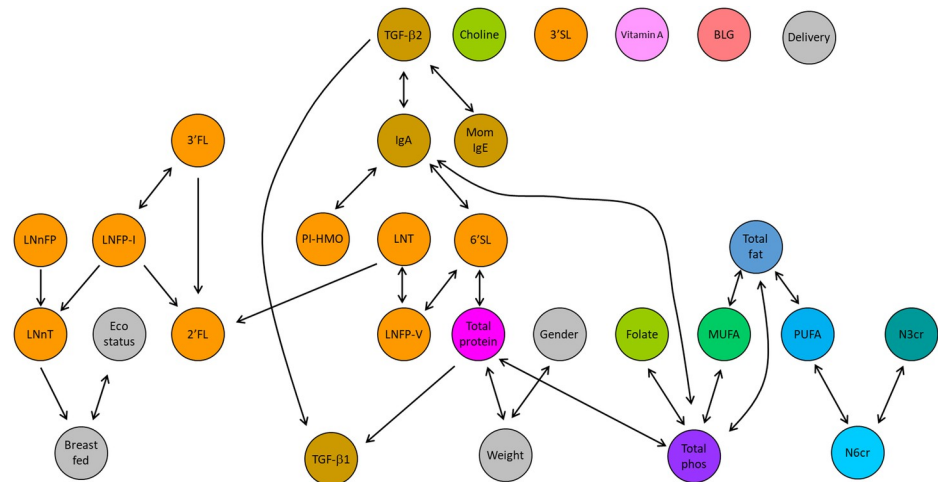 TGF-β2
Choline
3'SL
Vitamin A
BLG
Delivery
3'FL
IgA
Mom
IgE
LNnFP
LNFP-I
PI-HMO
LNT
6'SL
Total
fat
LNnT
Eco
status
2'FL
LNFP-V
Total
protein
Gender
Folate
MUFA
PUFA
N3cr
Breast
fed
TGF-β1
Weight
Total
phos
N6cr